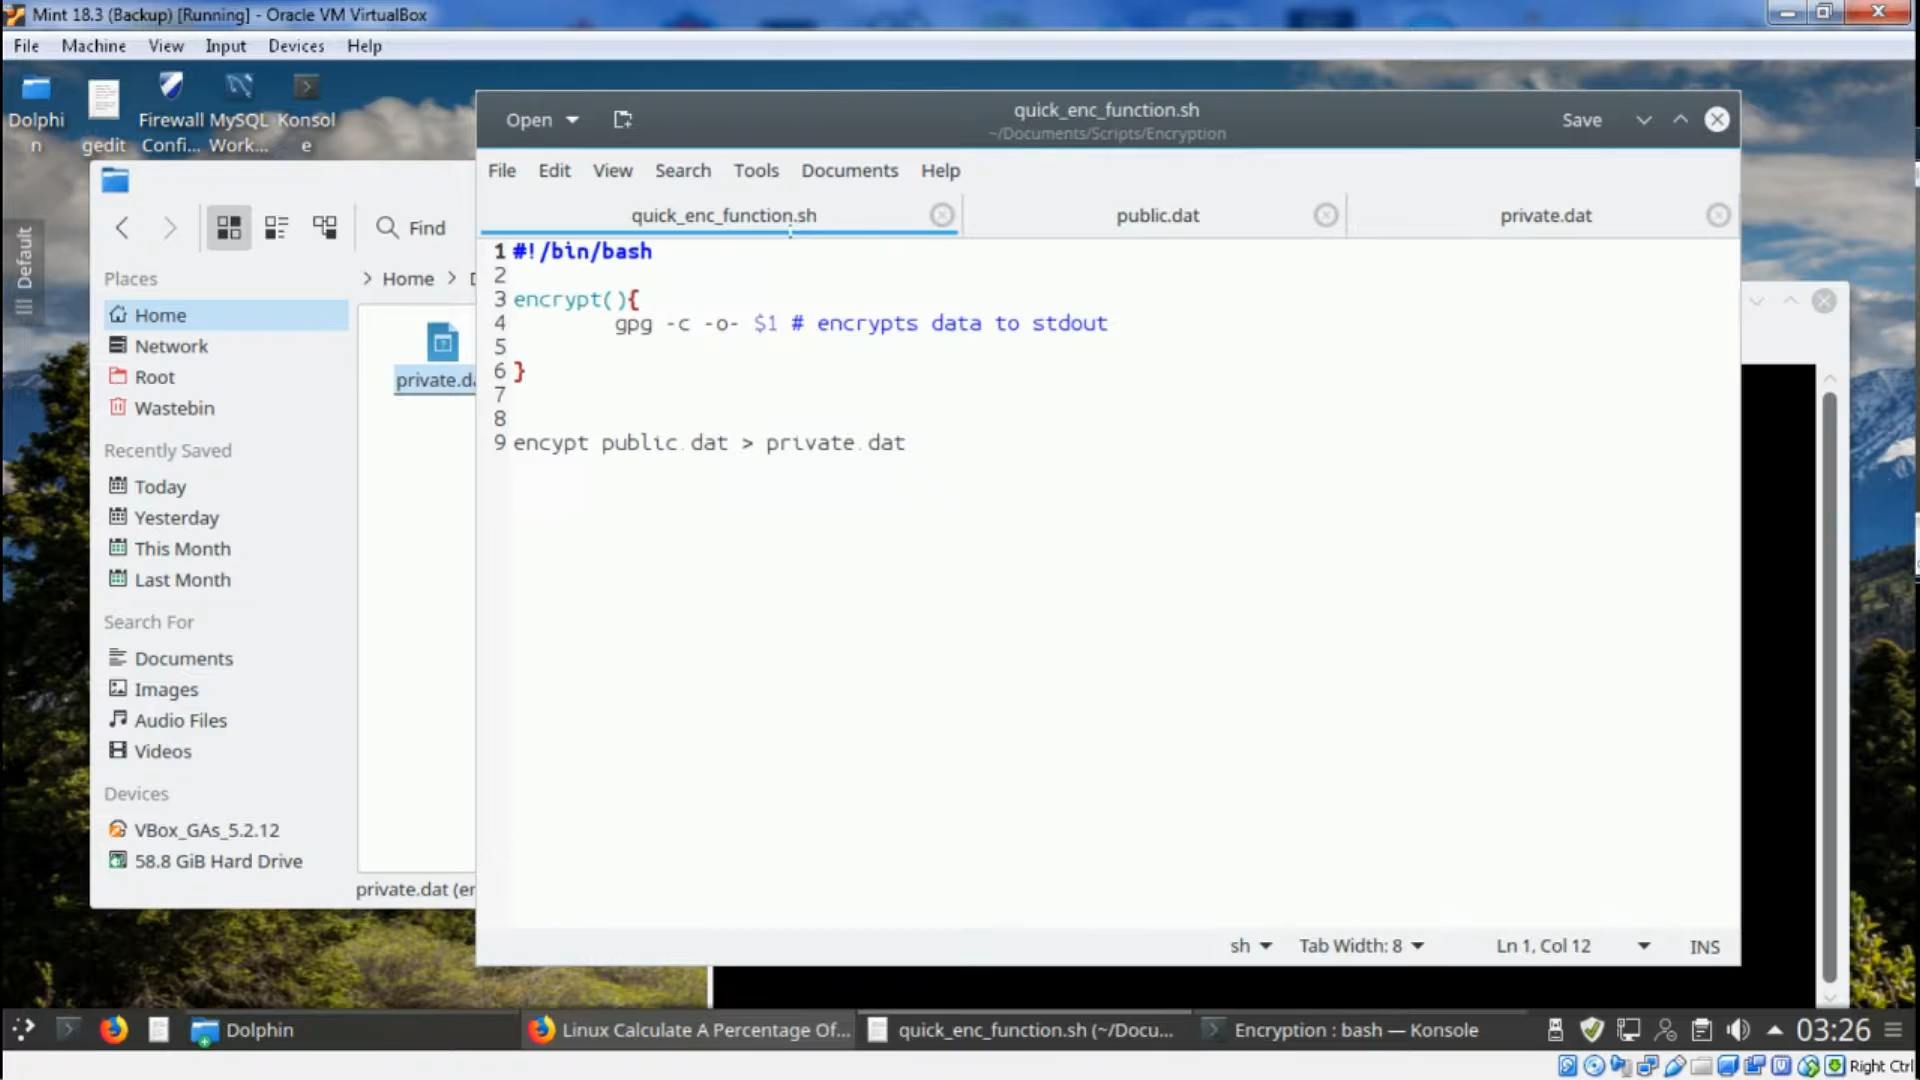 Mint 18.3 (Backup) [Running] - Oracle VM VirtualBox
File Machine View Input Devices Help
Dolphi
n
gedit
Firewall
Confi...
MySQL
Work...
Konsol
e
Open
quick_enc_function.sh
~/Documents/Scripts/Encryption
Save
File Edit View Search Tools Documents Help
quick_enc_function.sh
public.dat
private.dat
1 #!/bin/bash
2
3 encrypt(){
4 gpg -c -o- $1 # encrypts data to stdout
5
6 }
7
8
9 encypt public.dat > private.dat
sh
Tab Width: 8
Ln 1, Col 12
INS
Default
Find
Places
Home
Network
Root
Wastebin
Recently Saved
Today
Yesterday
This Month
Last Month
Search For
Documents
Images
Audio Files
Videos
Devices
VBox_GAs_5.2.12
58.8 GiB Hard Drive
> Home >
private.da
private.dat (er
Dolphin
Linux Calculate A Percentage Of...
quick_enc_function.sh (~/Docu...
Encryption : bash — Konsole
03:26
Right Ctrl